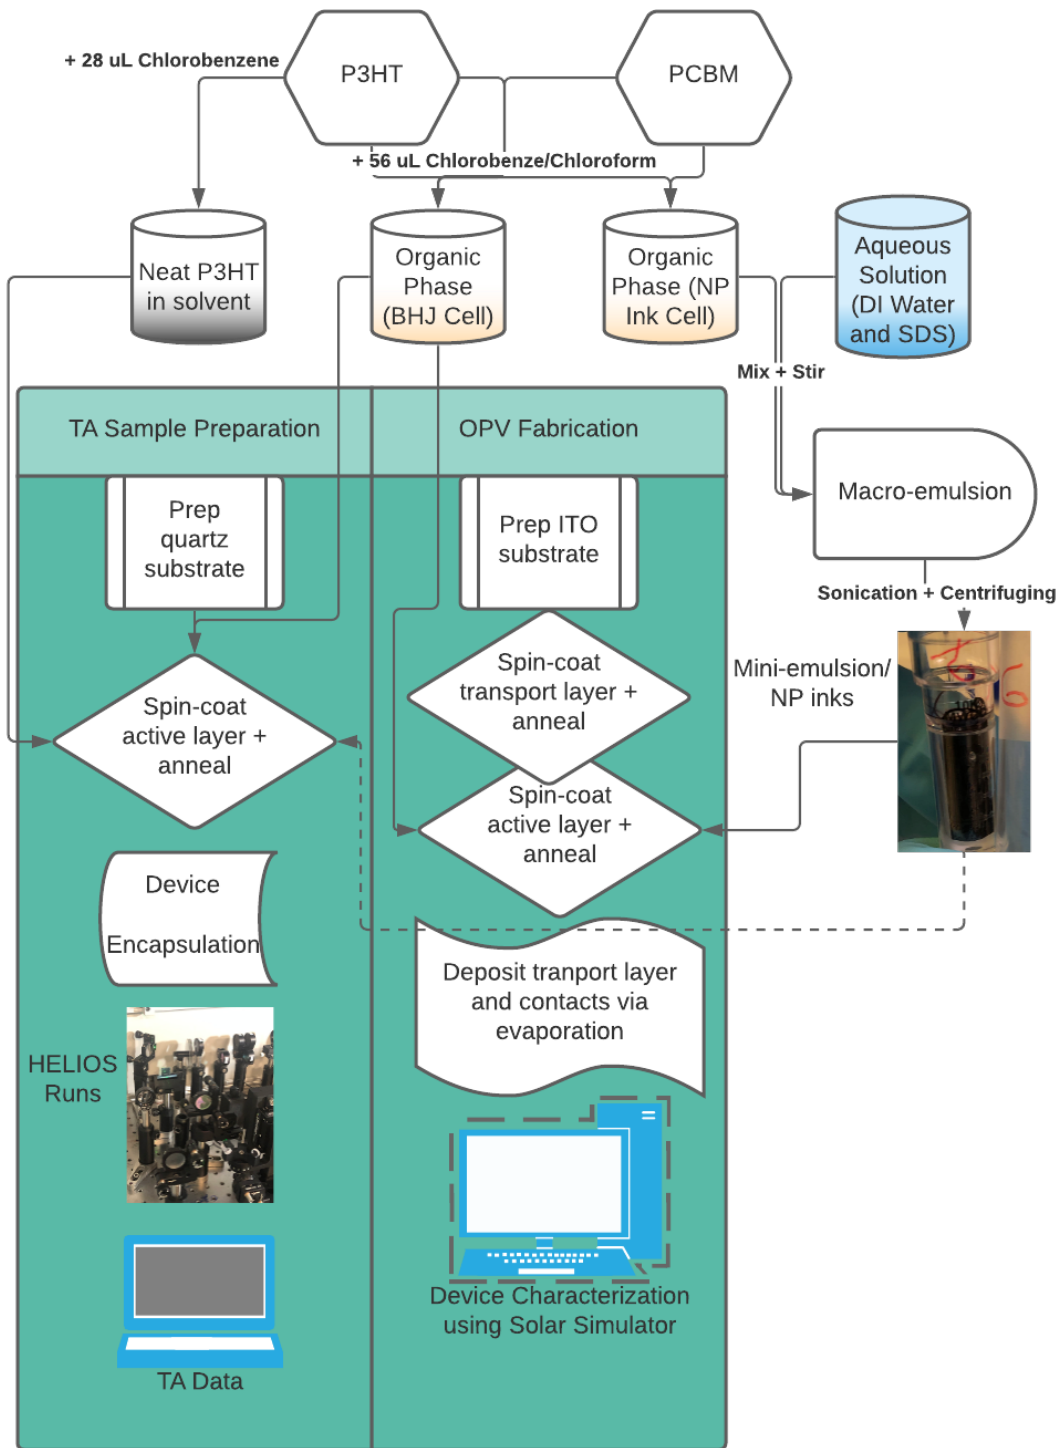 P3HT
PCBM
+ 28 uL Chlorobenzene
+ 56 uL Chlorobenze/Chloroform
Neat P3HT
in solvent
Organic
Phase
(BHJ Cell)
Organic
Phase (NP
Ink Cell)
Aqueous
Solution
(DI Water
and SDS)
Mix + Stir
TA Sample Preparation
OPV Fabrication
Macro-emulsion
Prep
quartz
substrate
Prep ITO
substrate
Sonication + Centrifuging
Spin-coat
transport layer +
anneal
Mini-emulsion/
NP inks
Spin-coat
active layer +
anneal
Spin-coat
active layer +
anneal
Device
Encapsulation
Deposit tranport layer
and contacts via
evaporation
HELIOS
Runs
Device Characterization
using Solar Simulator
TA Data